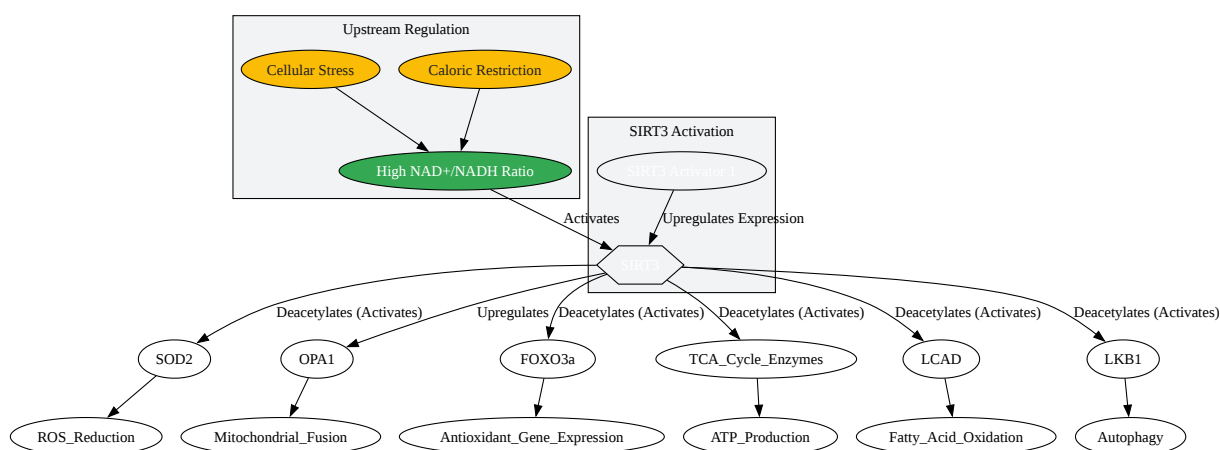 Upstream Regulation
Cellular Stress
Caloric Restriction
SIRT3 Activation
High NAD+/NADH Ratio
SIRT3 Activator 1
Activates
Upregulates Expression
SIRT3
Deacetylates (Activates)
Upregulates
Deacetylates (Activates)
Deacetylates (Activates)
Deacetylates (Activates)
Deacetylates (Activates)
SOD2
OPA1
FOXO3a
TCA_Cycle_Enzymes
LCAD
LKB1
ROS_Reduction
Mitochondrial_Fusion
Antioxidant_Gene_Expression
ATP_Production
Fatty_Acid_Oxidation
Autophagy